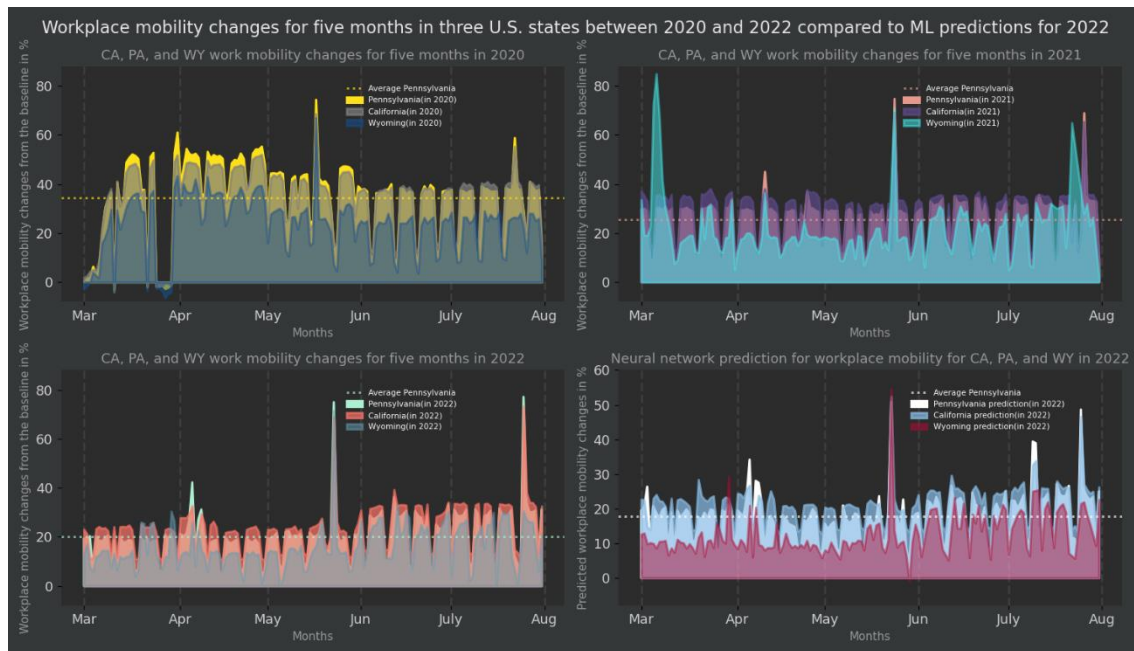 Workplace mobility changes for five months in three U.S. states between 2020 and 2022 compared to ML predictions for 2022
CA, PA, and WY work mobility changes for five months in 2020
Workplace mobility changes from the baseline in %
80
60
40
20
0
Average Pennsylvania
Pennsylvania(in 2020)
California(in 2020)
Wyoming(in 2020)
Mar Apr May Jun July Aug
Months
CA, PA, and WY work mobility changes for five months in 2021
Workplace mobility changes from the baseline in %
80
60
40
20
0
Average Pennsylvania
Pennsylvania(in 2021)
California(in 2021)
Wyoming(in 2021)
Mar Apr May Jun July Aug
Months
CA, PA, and WY work mobility changes for five months in 2022
Workplace mobility changes from the baseline in %
80
60
40
20
0
Average Pennsylvania
Pennsylvania(in 2022)
California(in 2022)
Wyoming(in 2022)
Mar Apr May Jun July Aug
Months
Neural network prediction for workplace mobility for CA, PA, and WY in 2022
Predicted workplace mobility changes in %
60
50
40
30
20
10
0
Average Pennsylvania
Pennsylvania prediction(in 2022)
California prediction(in 2022)
Wyoming prediction(in 2022)
Mar Apr May Jun July Aug
Months